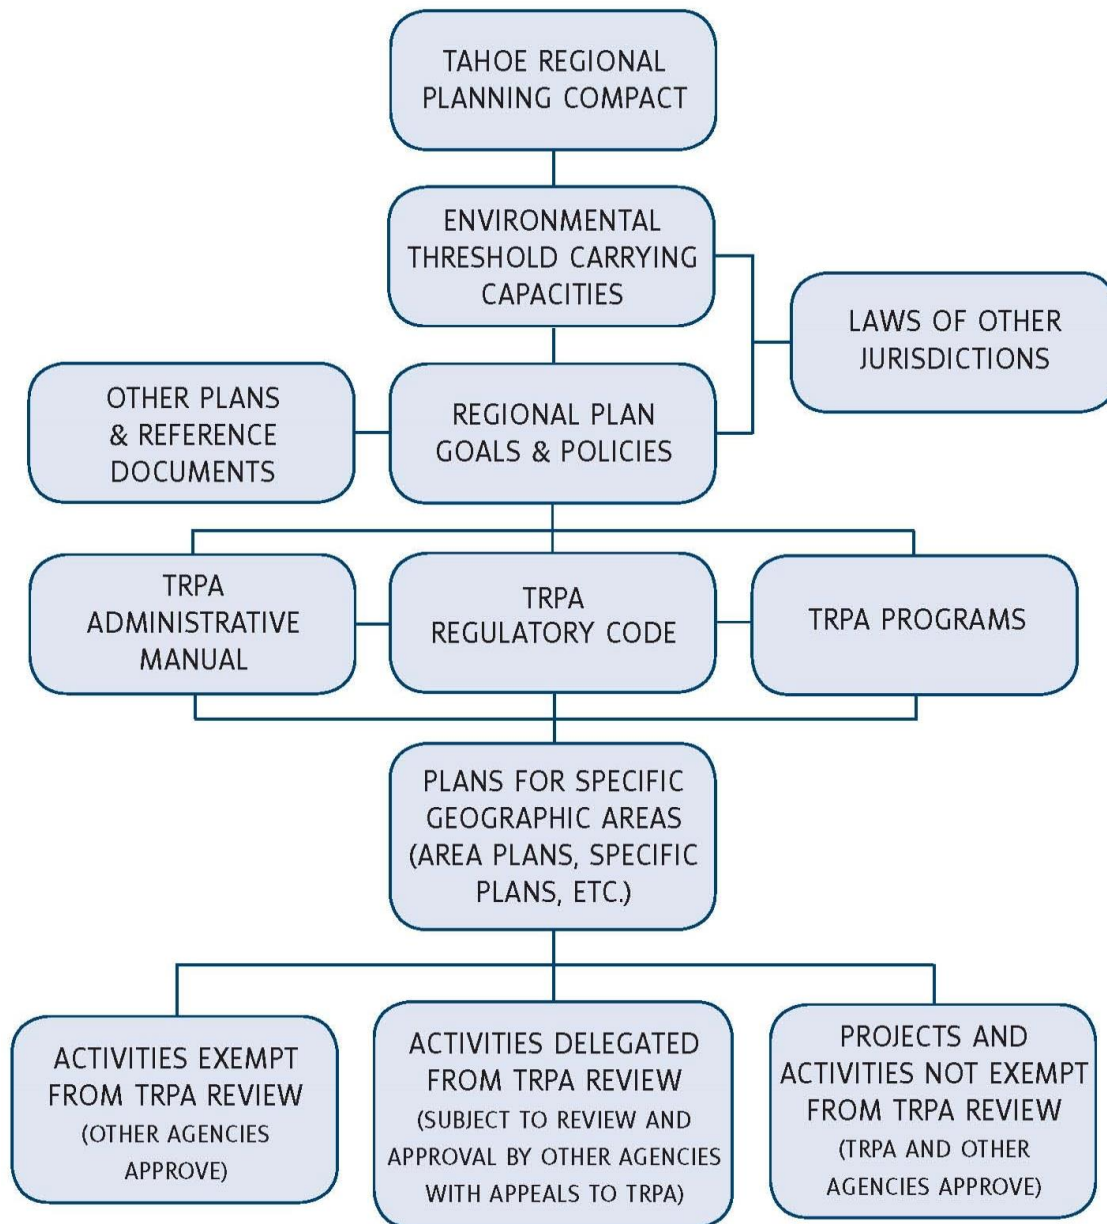 TAHOE REGIONAL
PLANNING COMPACT
ENVIRONMENTAL
THRESHOLD CARRYING
CAPACITIES
LAWS OF OTHER
JURISDICTIONS
OTHER PLANS
& REFERENCE
DOCUMENTS
REGIONAL PLAN
GOALS & POLICIES
TRPA
ADMINISTRATIVE
MANUAL
TRPA
REGULATORY CODE
TRPA PROGRAMS
PLANS FOR SPECIFIC
GEOGRAPHIC AREAS
(AREA PLANS, SPECIFIC
PLANS, ETC.)
ACTIVITIES EXEMPT
FROM TRPA REVIEW
(OTHER AGENCIES
APPROVE)
ACTIVITIES DELEGATED
FROM TRPA REVIEW
(SUBJECT TO REVIEW AND
APPROVAL BY OTHER AGENCIES
WITH APPEALS TO TRPA)
PROJECTS AND
ACTIVITIES NOT EXEMPT
FROM TRPA REVIEW
(TRPA AND OTHER
AGENCIES APPROVE)